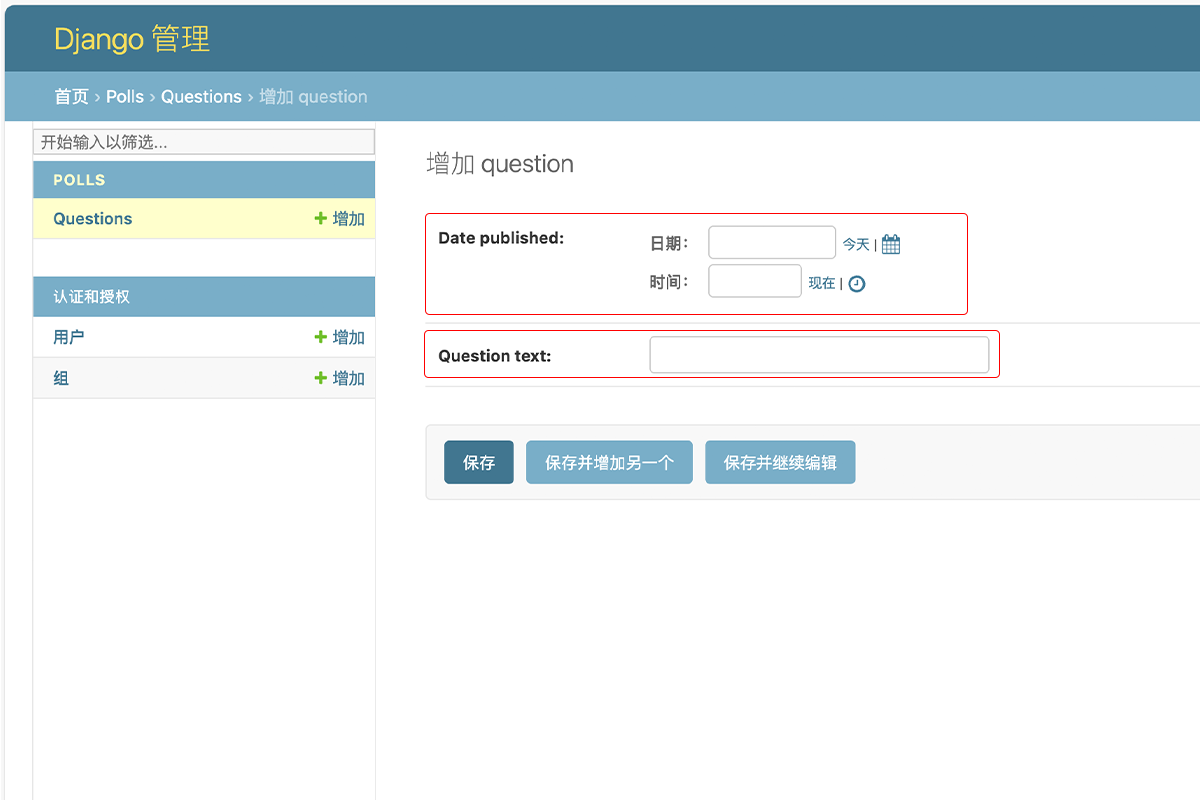 Django 管理
首页 › Polls › Questions › 增加 question
开始输入以筛选...
POLLS
Questions 增加
认证和授权
用户 增加
组 增加
增加 question
Date published: 日期: 今天 |
时间: 现在 |
Question text:
保存 保存并增加另一个 保存并继续编辑